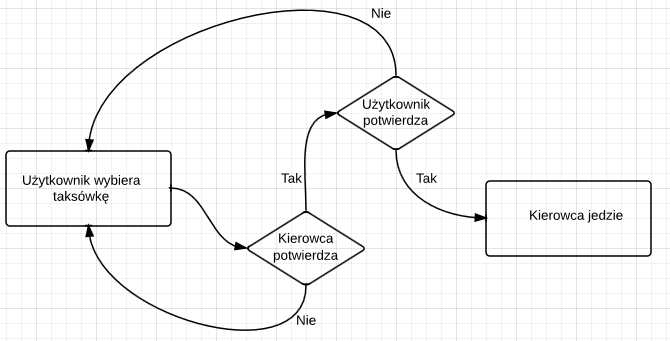 Nie
Użytkownik
potwierdza
Użytkownik wybiera
taksówkę
Tak
Tak
Kierowca jedzie
Kierowca
potwierdza
Nie